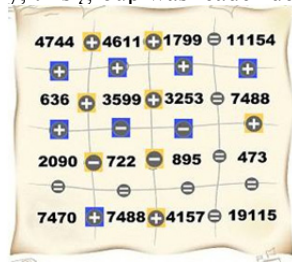 4744 + 4611 + 1799 = 11154
+ + + +
636 + 3599 + 3253 = 7488
+ − − +
2090 − 722 − 895 = 473
= = = =
7470 + 7488 + 4157 = 19115